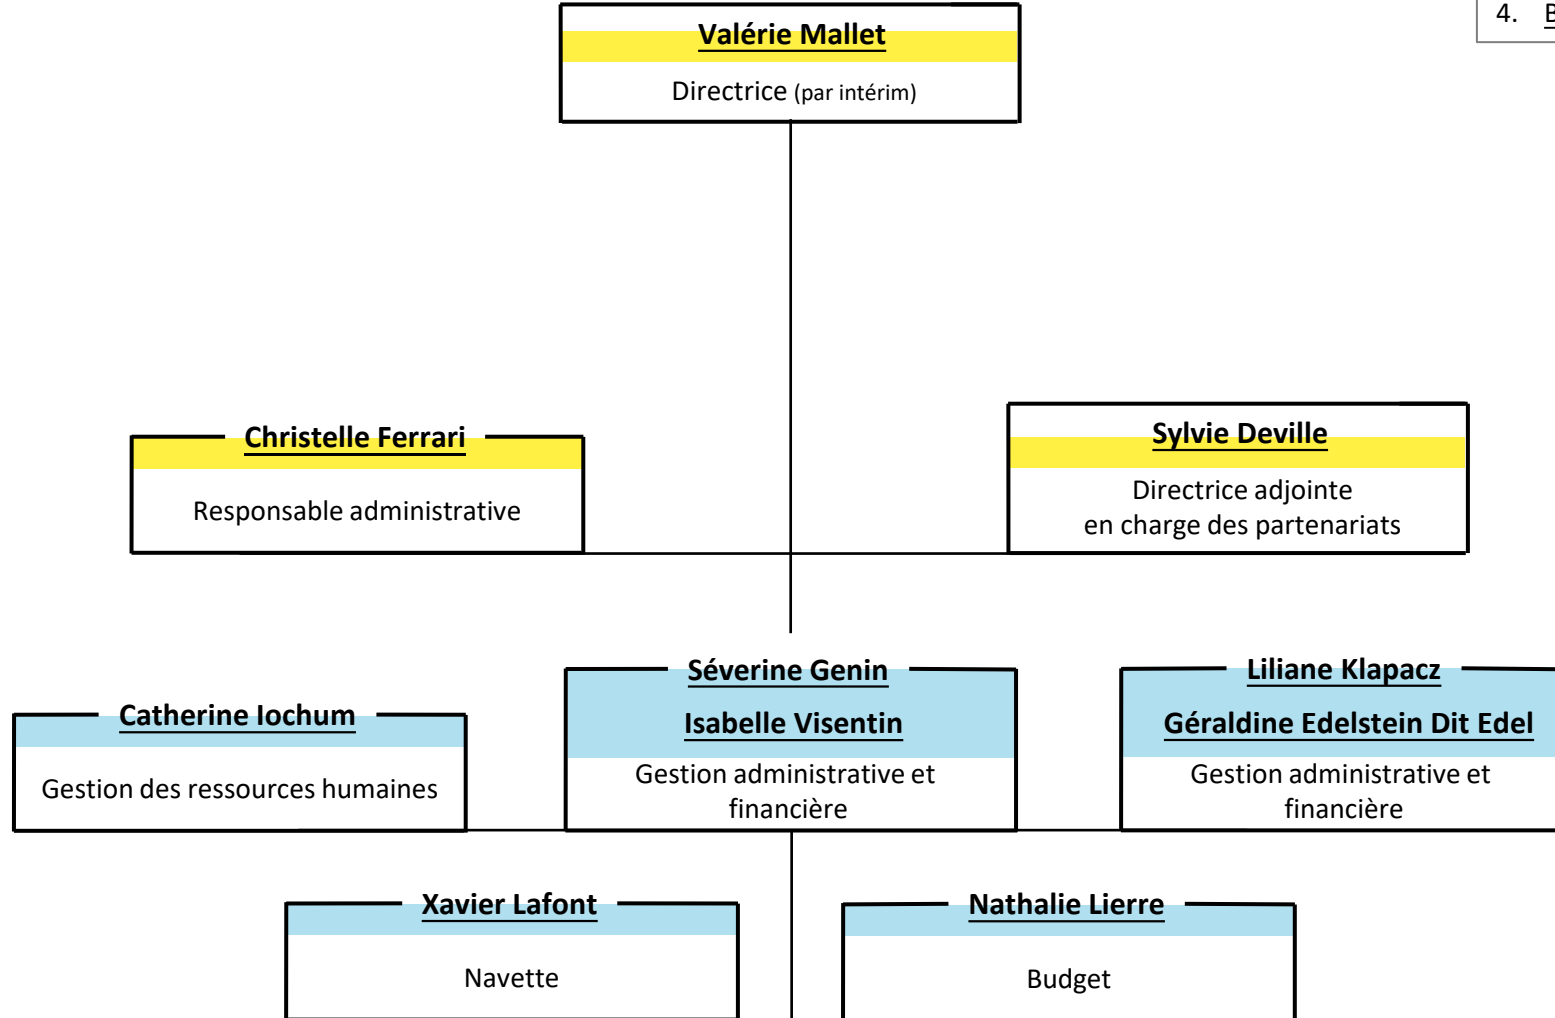 4. B
Valérie Mallet
Directrice (par intérim)
Christelle Ferrari
Responsable administrative
Sylvie Deville
Directrice adjointe
en charge des partenariats
Catherine Iochum
Gestion des ressources humaines
Séverine Genin
Isabelle Visentin
Gestion administrative et
financière
Liliane Klapacz
Géraldine Edelstein Dit Edel
Gestion administrative et
financière
Xavier Lafont
Navette
Nathalie Lierre
Budget